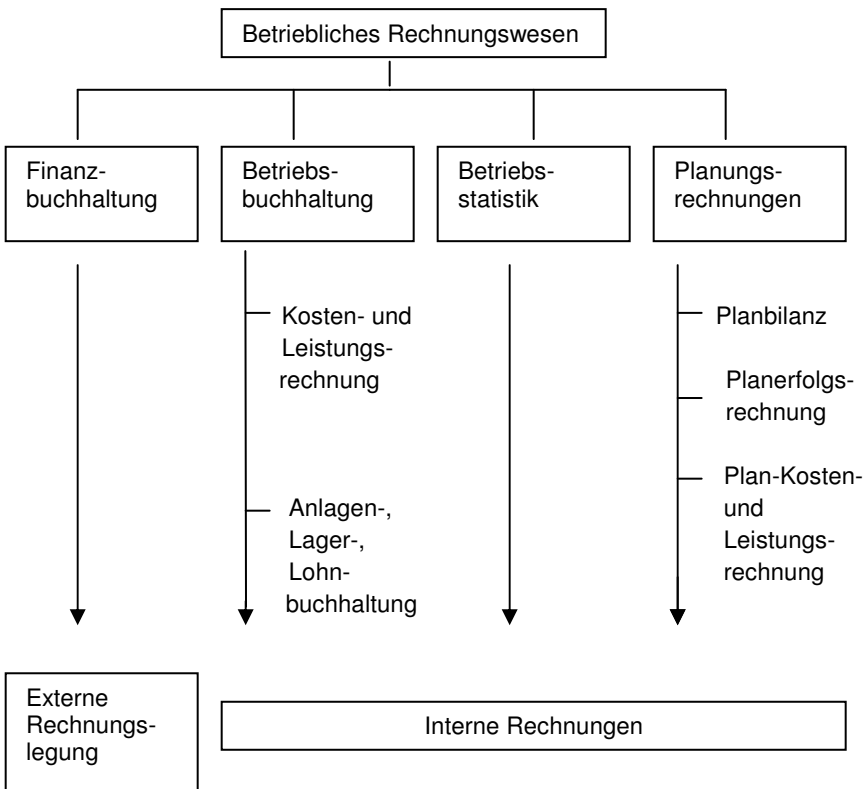 Betriebliches Rechnungswesen
Finanz-
buchhaltung
Betriebs-
buchhaltung
Betriebs-
statistik
Planungs-
rechnungen
Kosten- und
Leistungs-
rechnung
Anlagen-,
Lager-,
Lohn-
buchhaltung
Planbilanz
Planerfolgs-
rechnung
Plan-Kosten-
und
Leistungs-
rechnung
Externe
Rechnungs-
legung
Interne Rechnungen